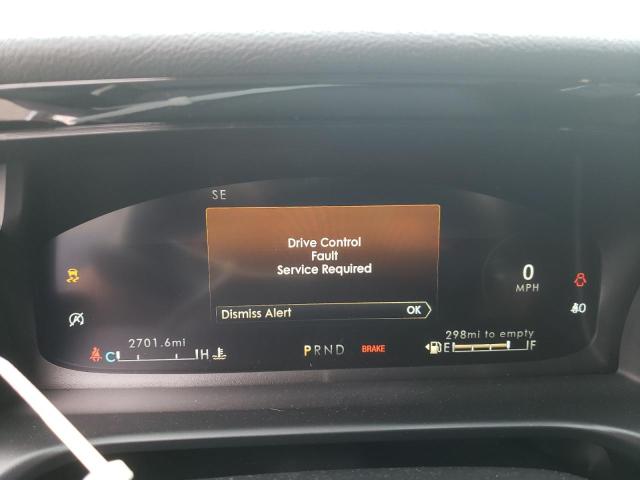 SE
Drive Control
Fault
Service Required
Dismiss Alert OK
0
MPH
2701.6mi
C H
PRND
BRAKE
298mi to empty
E F